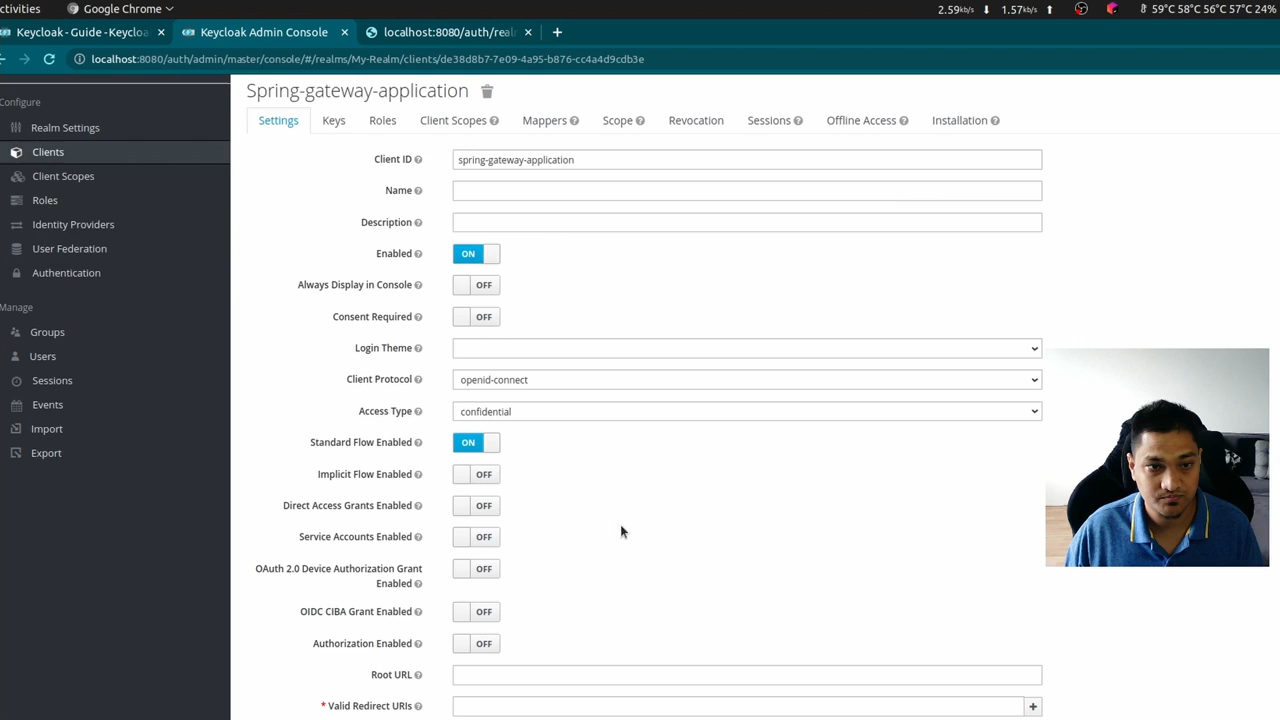 ctivities Google Chrome 2.59kb/s 1.57kb/s 59°C 58°C 56°C 57°C 24%
Keycloak - Guide - Keyclo Keycloak Admin Console localhost:8080/auth/real
localhost:8080/auth/admin/master/console/#/realms/My-Realm/clients/de38d8b7-7e09-4a95-b876-cc4a4d9cdb3e
Configure
Realm Settings
Clients
Client Scopes
Roles
Identity Providers
User Federation
Authentication
Manage
Groups
Users
Sessions
Events
Import
Export
Spring-gateway-application
Settings Keys Roles Client Scopes Mappers Scope Revocation Sessions Offline Access Installation
Client ID spring-gateway-application
Name
Description
Enabled ON
Always Display in Console OFF
Consent Required OFF
Login Theme
Client Protocol openid-connect
Access Type confidential
Standard Flow Enabled ON
Implicit Flow Enabled OFF
Direct Access Grants Enabled OFF
Service Accounts Enabled OFF
OAuth 2.0 Device Authorization Grant OFF
Enabled
OIDC CIBA Grant Enabled OFF
Authorization Enabled OFF
Root URL
* Valid Redirect URIs +